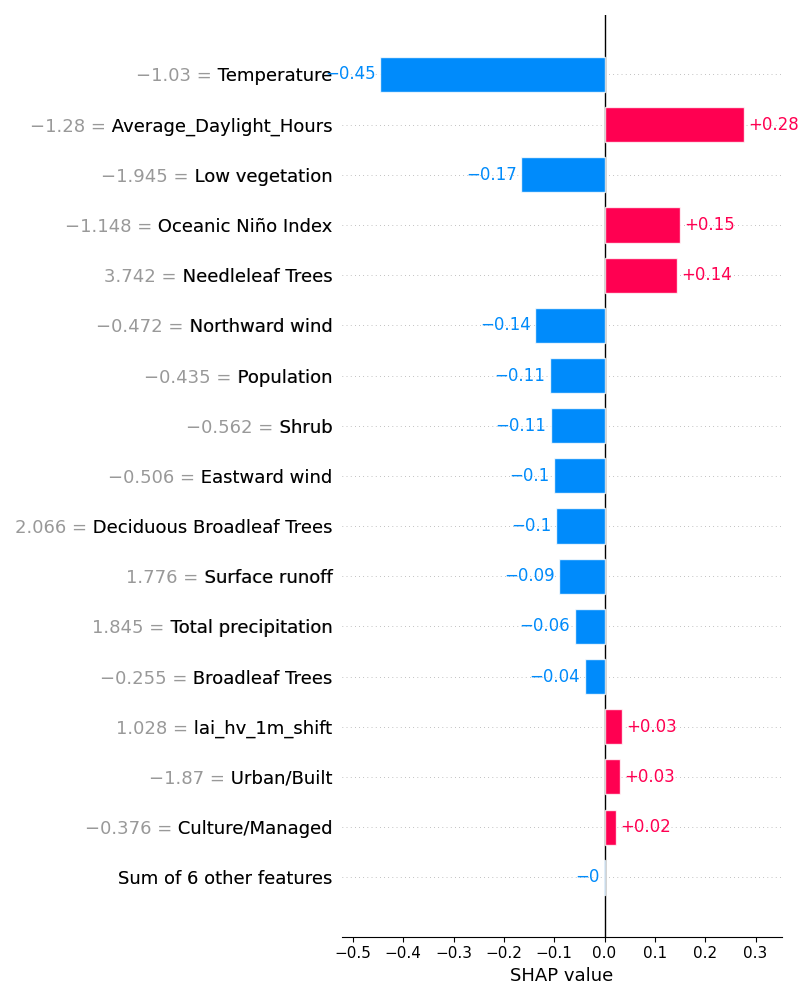 −1.03 = Temperature −0.45
−1.28 = Average_Daylight_Hours +0.28
−1.945 = Low vegetation −0.17
−1.148 = Oceanic Niño Index +0.15
3.742 = Needleleaf Trees +0.14
−0.472 = Northward wind −0.14
−0.435 = Population −0.11
−0.562 = Shrub −0.11
−0.506 = Eastward wind −0.1
2.066 = Deciduous Broadleaf Trees −0.1
1.776 = Surface runoff −0.09
1.845 = Total precipitation −0.06
−0.255 = Broadleaf Trees −0.04
1.028 = lai_hv_1m_shift +0.03
−1.87 = Urban/Built +0.03
−0.376 = Culture/Managed +0.02
Sum of 6 other features −0
−0.5 −0.4 −0.3 −0.2 −0.1 0.0 0.1 0.2 0.3
SHAP value